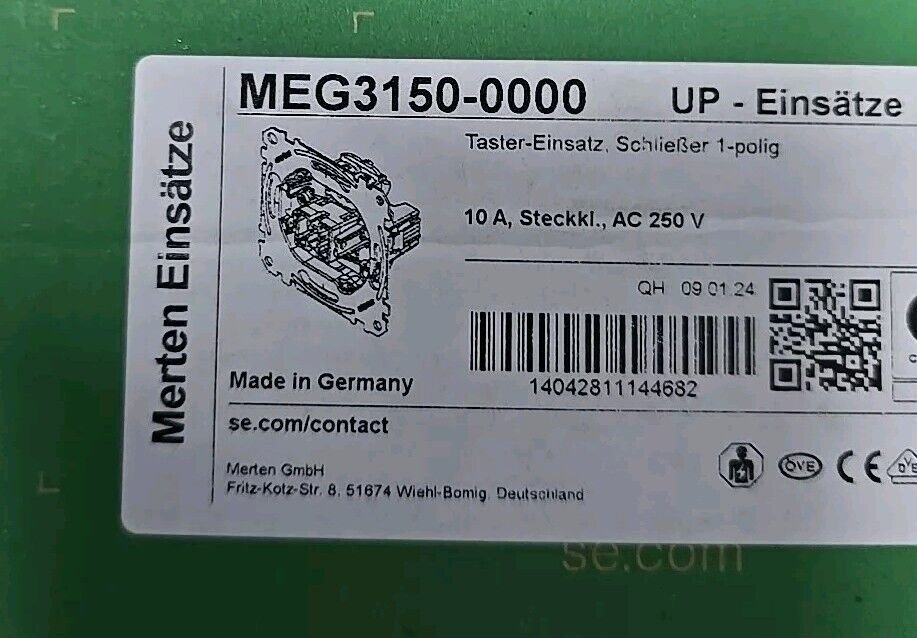 MEG3150-0000
UP - Einsätze
Merten Einsätze
Taster-Einsatz, Schließer 1-polig
10 A, Steckkl., AC 250 V
QH 09 01 24
14042811144682
Made in Germany
se.com/contact
Merten GmbH
Fritz-Kotz-Str. 8, 51674 Wiehl-Bomig, Deutschland
ÖVE
CE
se.com